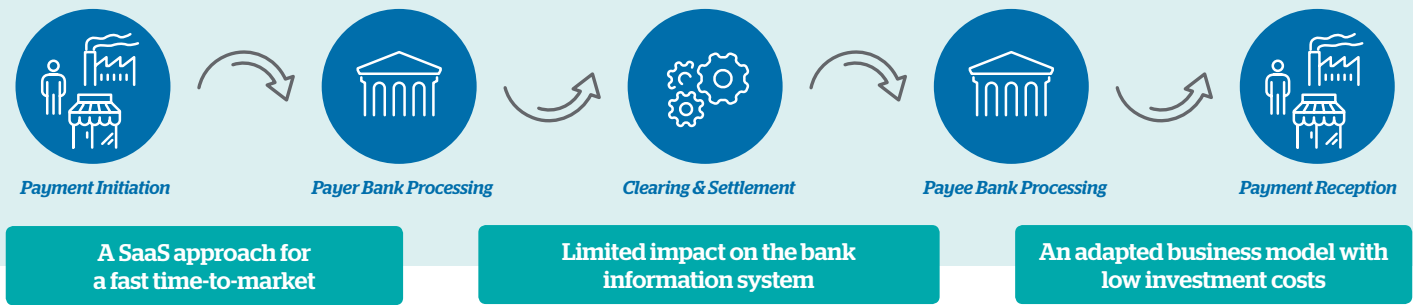 Payment Initiation
Payer Bank Processing
Clearing & Settlement
Payee Bank Processing
Payment Reception
A SaaS approach for
a fast time-to-market
Limited impact on the bank
information system
An adapted business model with
low investment costs